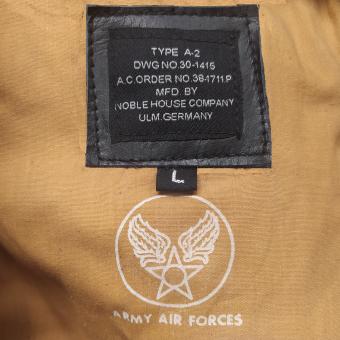 TYPE A-2
DWG NO.30-1415
A.C.ORDER NO.38-1711.P
MFD. BY
NOBLE HOUSE COMPANY
ULM.GERMANY
L
ARMY AIR FORCES